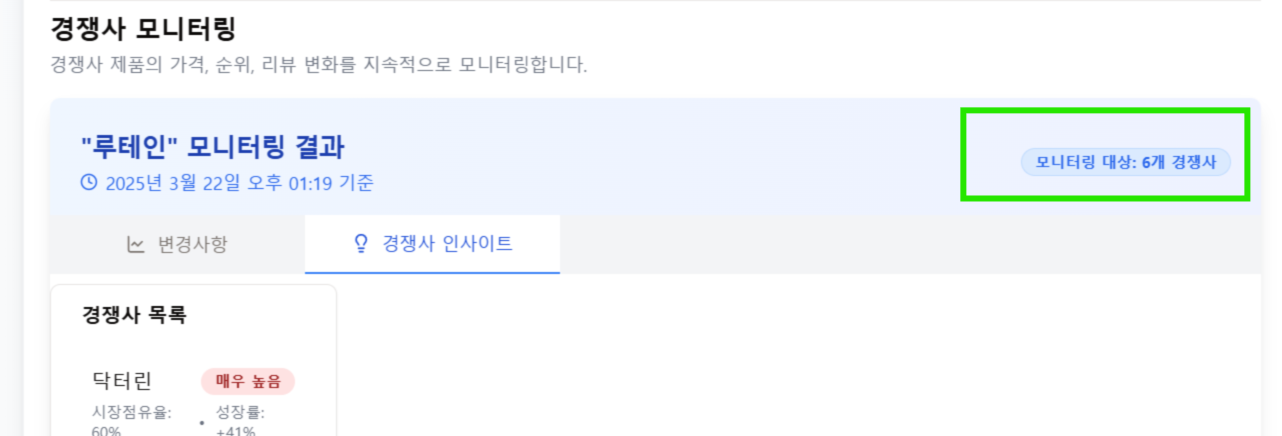 경쟁사 모니터링
경쟁사 제품의 가격, 순위, 리뷰 변화를 지속적으로 모니터링합니다.
"루테인" 모니터링 결과
모니터링 대상: 6개 경쟁사
2025년 3월 22일 오후 01:19 기준
변경사항
경쟁사 인사이트
경쟁사 목록
닥터린
매우 높음
시장점유율:
60%
•
성장률:
+41%